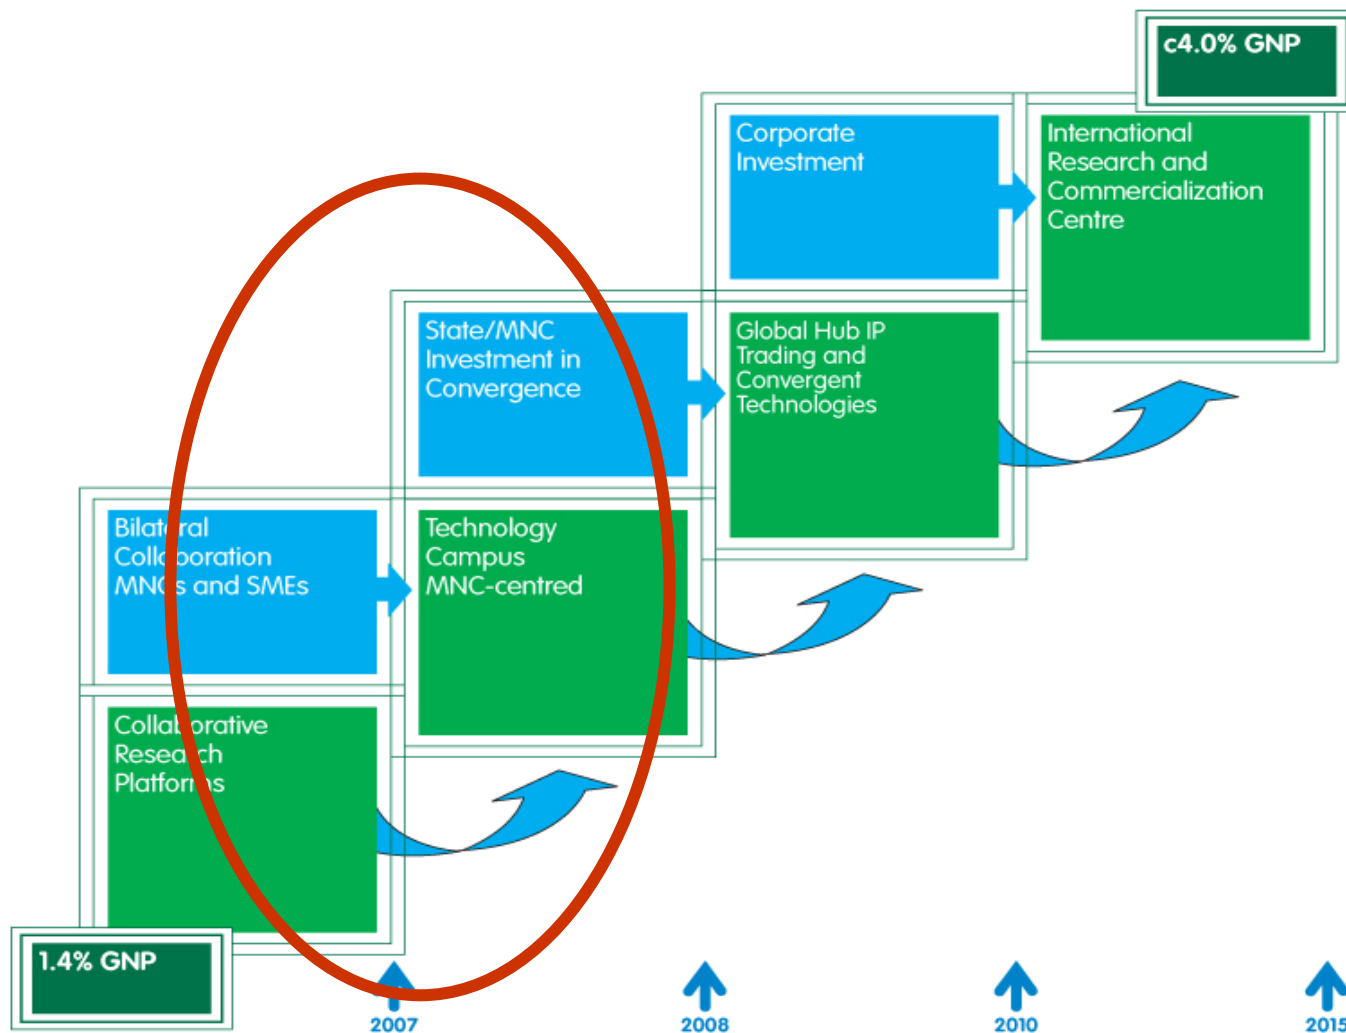 c4.0% GNP
Corporate
Investment
International
Research and
Commercialization
Centre
State/MNC
Investment in
Convergence
Global Hub IP
Trading and
Convergent
Technologies
Bilateral
Collaboration
MNCs and SMEs
Technology
Campus
MNC-centred
Collaborative
Research
Platforms
1.4% GNP
2007
2008
2010
2015